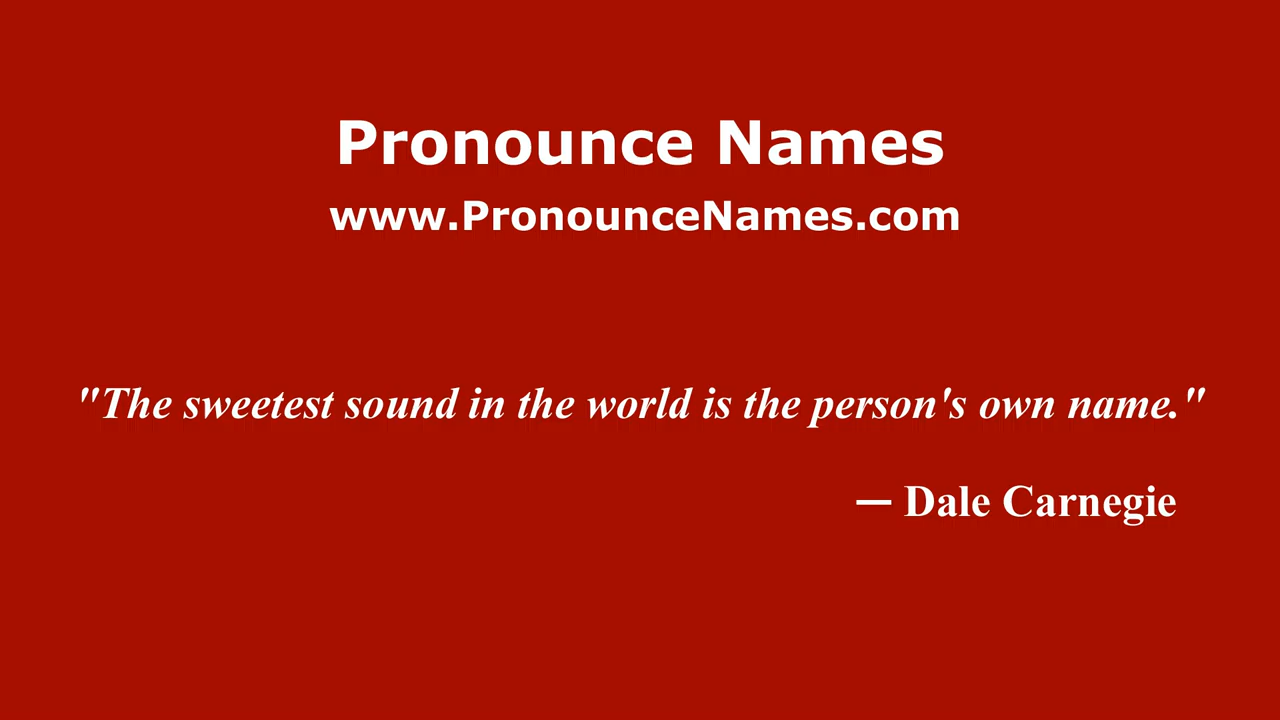 Pronounce Names
www.PronounceNames.com
"The sweetest sound in the world is the person's own name."
— Dale Carnegie